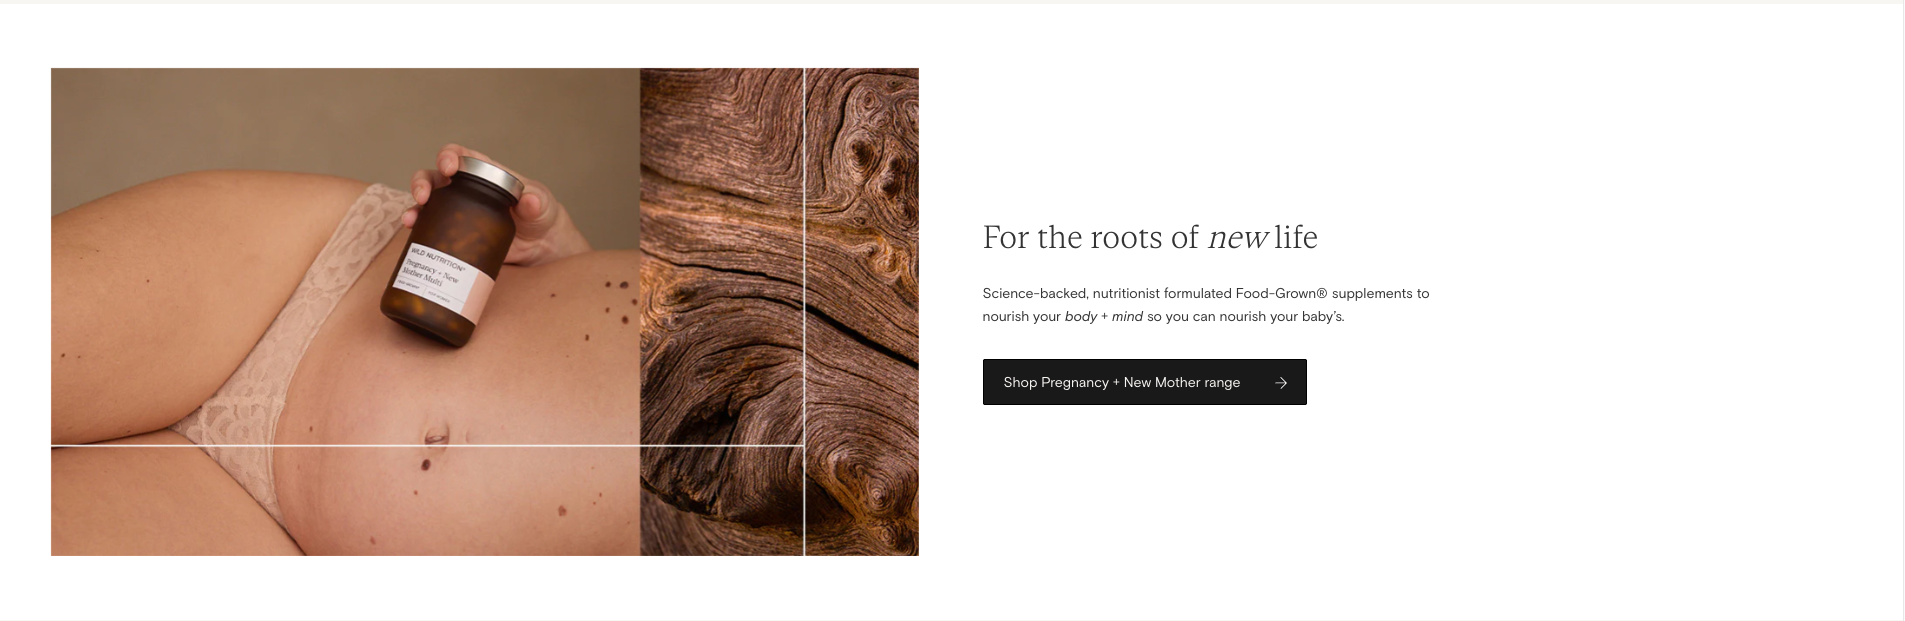 WILD NUTRITION®
Pregnancy + New
Mother Multi
For the roots of new life
Science-backed, nutritionist formulated Food-Grown® supplements to
nourish your body + mind so you can nourish your baby's.
Shop Pregnancy + New Mother range